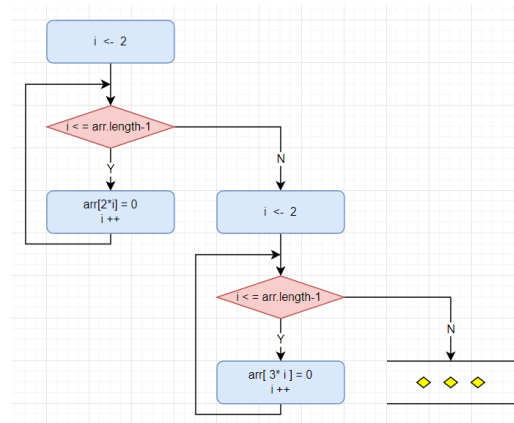 i <- 2
i < = arr.length-1
Y
N
arr[2*i] = 0
i ++
i <- 2
i < = arr.length-1
Y
N
arr[ 3* i ] = 0
i ++